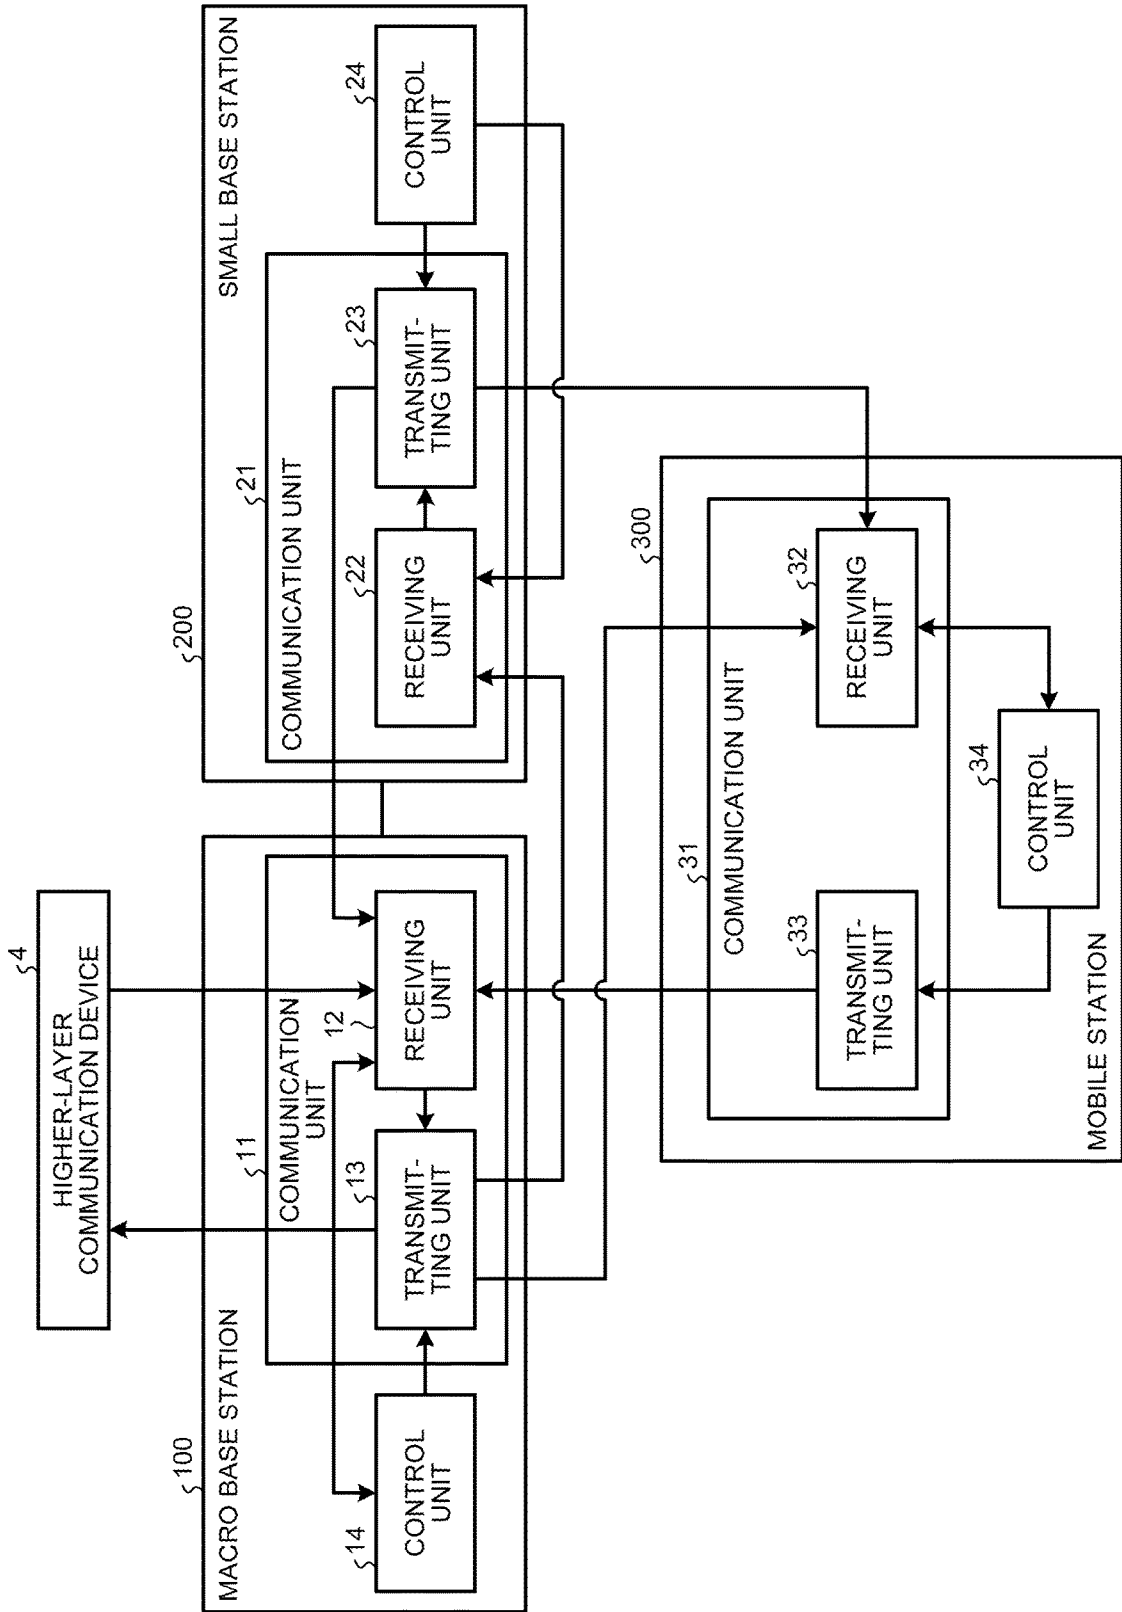 4
HIGHER-LAYER
COMMUNICATION DEVICE
100
MACRO BASE STATION
11
COMMUNICATION
UNIT
14
CONTROL
UNIT
13
TRANSMIT-
TING UNIT
12
RECEIVING
UNIT
200
SMALL BASE STATION
21
COMMUNICATION UNIT
22
RECEIVING
UNIT
23
TRANSMIT-
TING UNIT
24
CONTROL
UNIT
300
31
COMMUNICATION UNIT
33
TRANSMIT-
TING UNIT
32
RECEIVING
UNIT
34
CONTROL
UNIT
MOBILE STATION